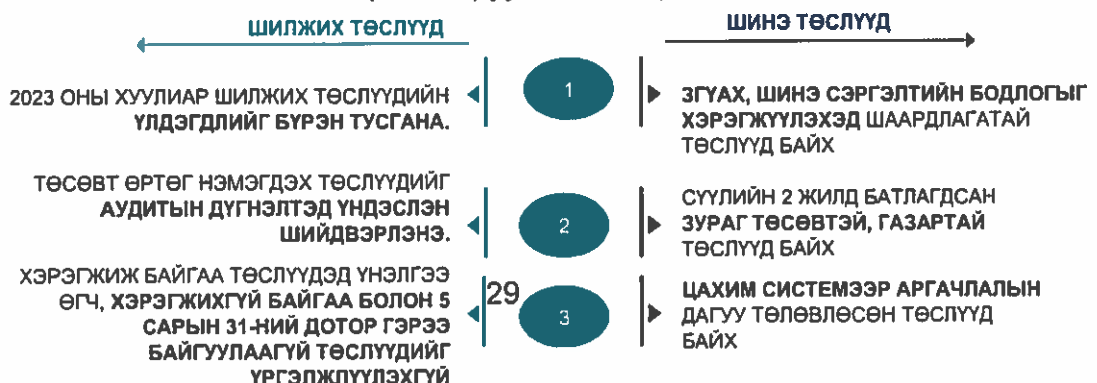 ШИЛЖИХ ТӨСЛҮҮД
ШИНЭ ТӨСЛҮҮД
2023 ОНЫ ХУУЛИАР ШИЛЖИХ ТӨСЛҮҮДИЙН
ҮЛДЭГДЛИЙГ БҮРЭН ТУСГАНА.
1
ЗГҮАХ, ШИНЭ СЭРГЭЛТИЙН БОДЛОГЫГ
ХЭРЭГЖҮҮЛЭХЭД ШААРДЛАГАТАЙ
ТӨСЛҮҮД БАЙХ
ТӨСӨВТ ӨРТӨГ НЭМЭГДЭХ ТӨСЛҮҮДИЙГ
АУДИТЫН ДҮГНЭЛТЭД ҮНДЭСЛЭН
ШИЙДВЭРЛЭНЭ.
2
СҮҮЛИЙН 2 ЖИЛД БАТЛАГДСАН
ЗУРАГ ТӨСӨВТЭЙ, ГАЗАРТАЙ
ТӨСЛҮҮД БАЙХ
ХЭРЭГЖИЖ БАЙГАА ТӨСЛҮҮДЭД ҮНЭЛГЭЭ
ӨГЧ, ХЭРЭГЖИХГҮЙ БАЙГАА БОЛОН 5
САРЫН 31-НИЙ ДОТОР ГЭРЭЭ
БАЙГУУЛААГҮЙ ТӨСЛҮҮДИЙГ
ҮРГЭЛЖЛҮҮЛЭХГҮЙ
29
3
ЦАХИМ СИСТЕМЭЭР АРГАЧЛАЛЫН
ДАГУУ ТӨЛӨВЛӨСӨН ТӨСЛҮҮД
БАЙХ